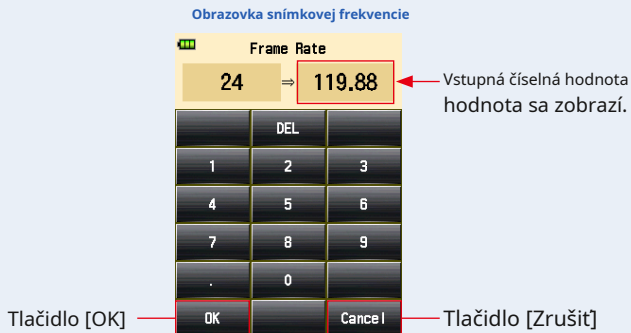 Obrazovka snímkovej frekvencie
Frame Rate
24 ⇒ 119.88
Vstupná číselná hodnota
hodnota sa zobrazí.
DEL
1 2 3
4 5 6
7 8 9
. 0
Tlačidlo [OK]
OK Cancel
Tlačidlo [Zrušiť]